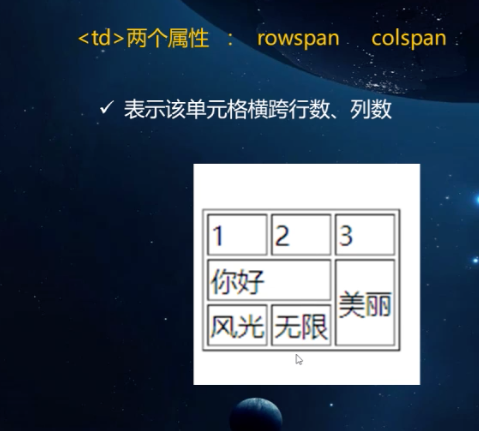 <td>两个属性 ： rowspan colspan
✓ 表示该单元格横跨行数、列数
1 2 3
你好
美丽
风光 无限